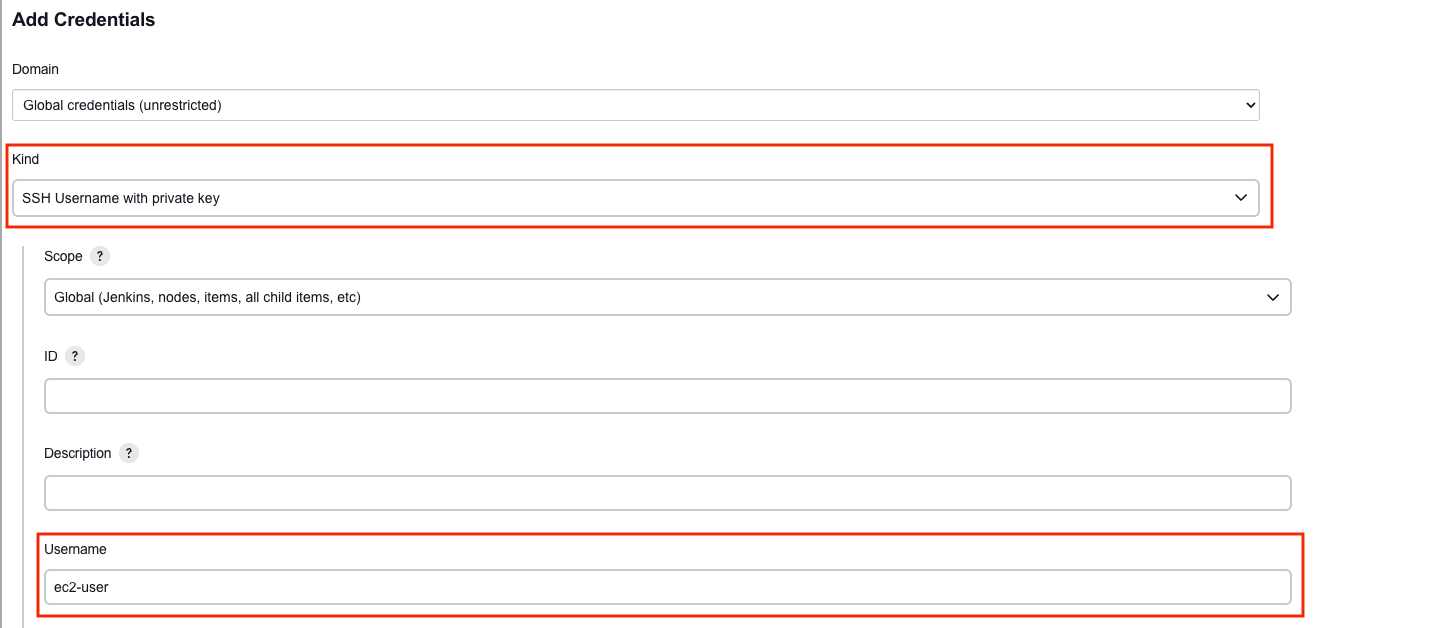 Add Credentials
Domain
Global credentials (unrestricted)
Kind
SSH Username with private key
Scope ?
Global (Jenkins, nodes, items, all child items, etc)
ID ?
Description ?
Username
ec2-user